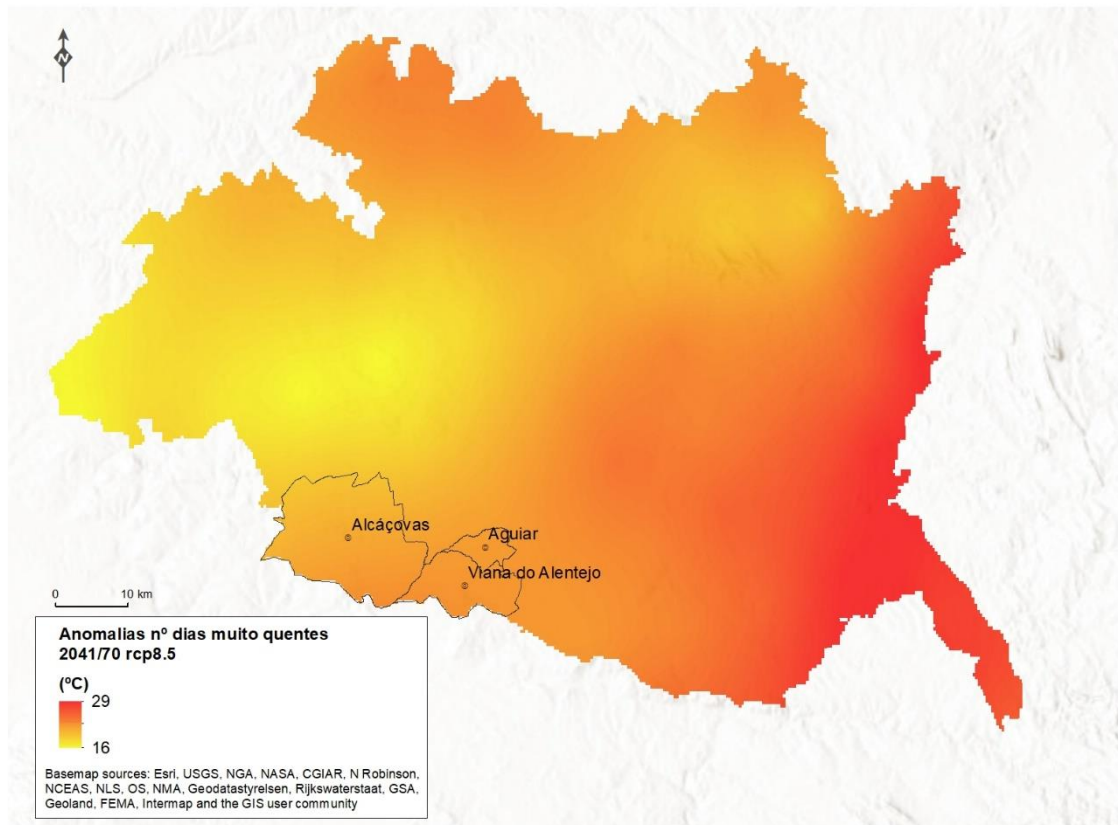 N
Alcáçovas
Aguiar
Viana do Alentejo
0 10 km
Anomalias nº dias muito quentes
2041/70 rcp8.5
(ºC)
29
16
Basemap sources: Esri, USGS, NGA, NASA, CGIAR, N Robinson,
NCEAS, NLS, OS, NMA, Geodatastyrelsen, Rijkswaterstaat, GSA,
Geoland, FEMA, Intermap and the GIS user community